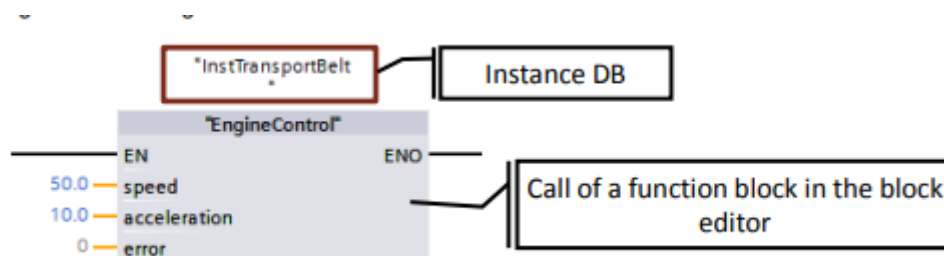 "InstTransportBelt
"
Instance DB
"EngineControl"
EN ENO
50.0 speed
10.0 acceleration
0 error
Call of a function block in the block
editor